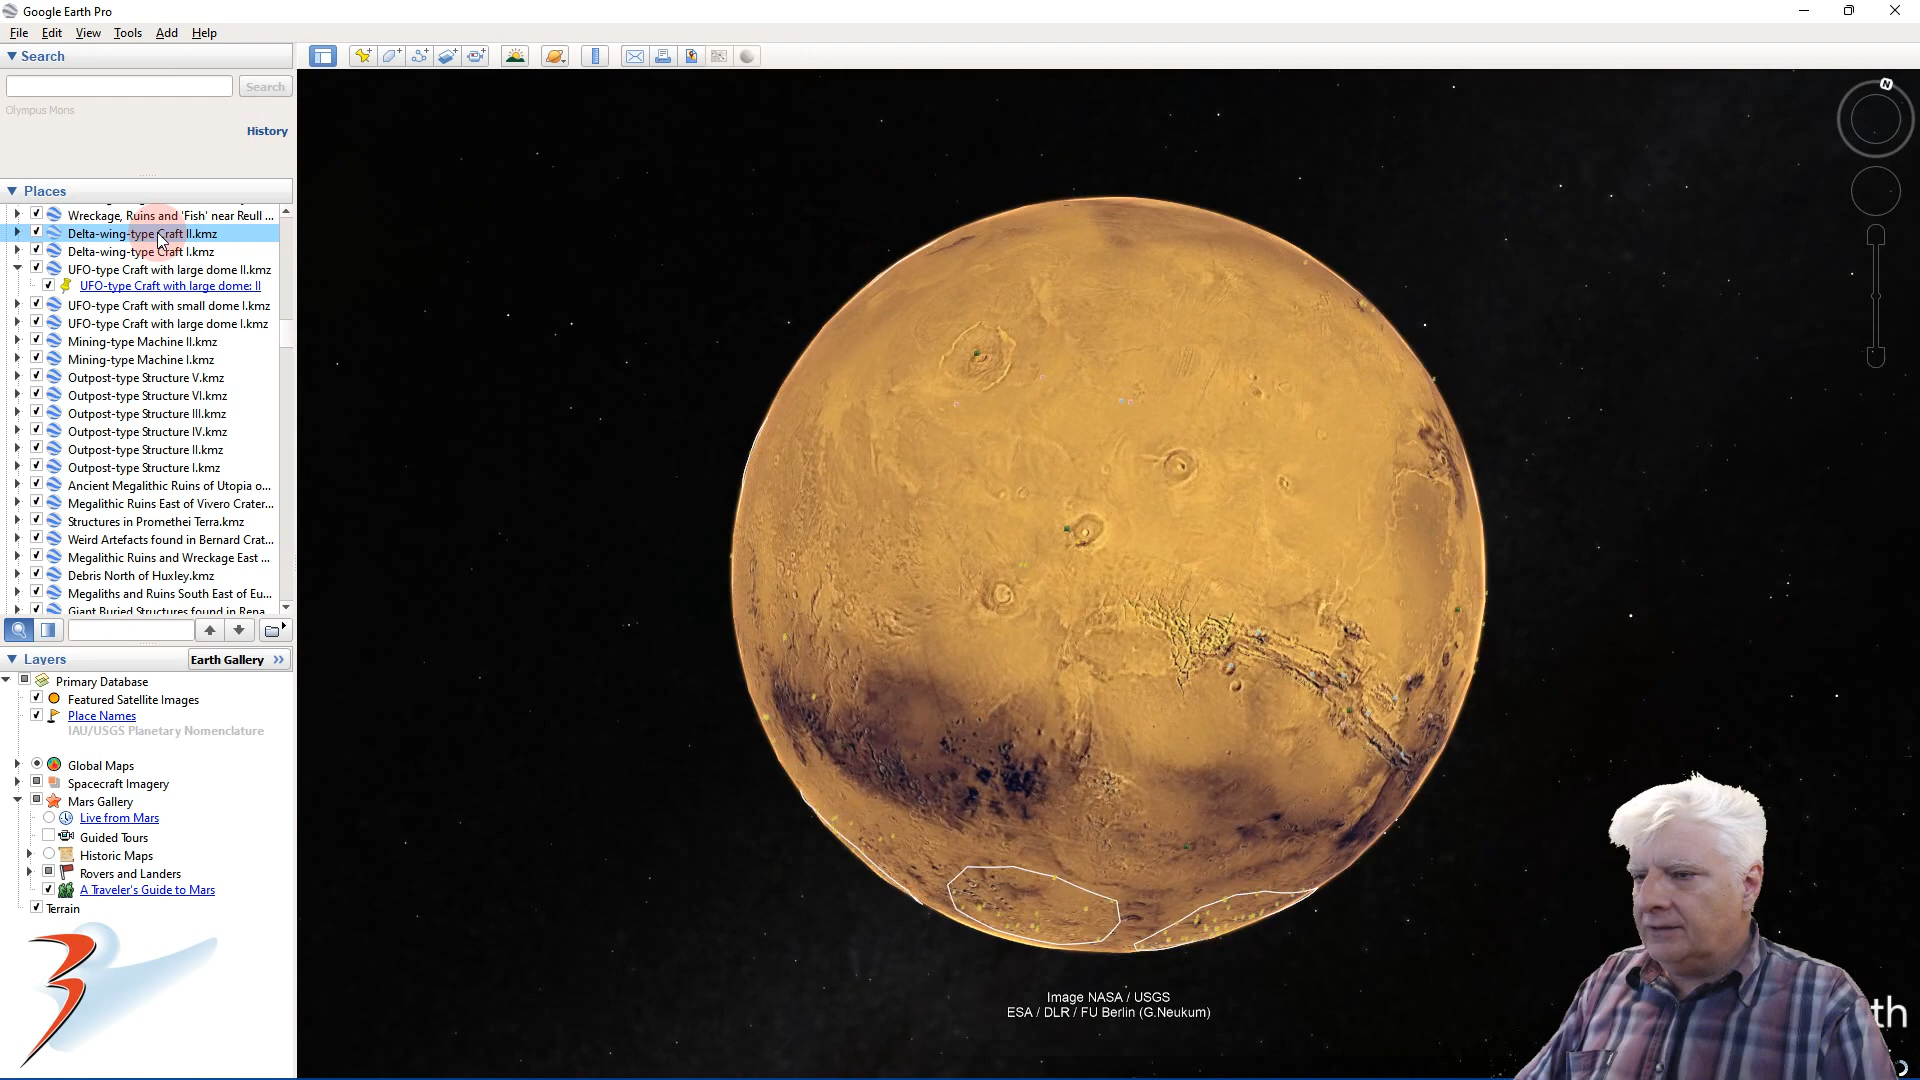 Google Earth Pro
File Edit View Tools Add Help
Search
Search
Olympus Mons
History
Places
Wreckage, Ruins and 'Fish' near Reull ...
Delta-wing-type Craft II.kmz
Delta-wing-type Craft I.kmz
UFO-type Craft with large dome II.kmz
UFO-type Craft with large dome: II
UFO-type Craft with small dome I.kmz
UFO-type Craft with large dome I.kmz
Mining-type Machine II.kmz
Mining-type Machine I.kmz
Outpost-type Structure V.kmz
Outpost-type Structure VI.kmz
Outpost-type Structure III.kmz
Outpost-type Structure IV.kmz
Outpost-type Structure II.kmz
Outpost-type Structure I.kmz
Ancient Megalithic Ruins of Utopia o...
Megalithic Ruins East of Vivero Crater...
Structures in Promethei Terra.kmz
Weird Artefacts found in Bernard Crat...
Megalithic Ruins and Wreckage East ...
Debris North of Huxley.kmz
Megaliths and Ruins South East of Eu...
Giant Buried Structures found in Rena
Layers
Earth Gallery »
Primary Database
Featured Satellite Images
Place Names
IAU/USGS Planetary Nomenclature
Global Maps
Spacecraft Imagery
Mars Gallery
Live from Mars
Guided Tours
Historic Maps
Rovers and Landers
A Traveler's Guide to Mars
Terrain
N
Image NASA / USGS
ESA / DLR / FU Berlin (G.Neukum)
th